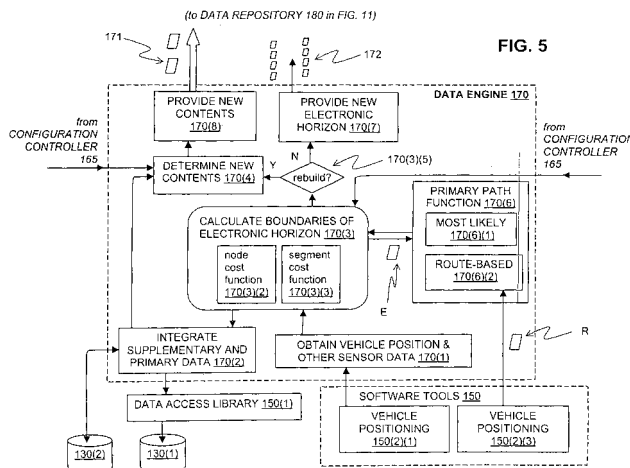 (to DATA REPOSITORY 180 in FIG. 11)
171
172
FIG. 5
PROVIDE NEW
CONTENTS
170(8)
PROVIDE NEW
ELECTRONIC
HORIZON 170(7)
DATA ENGINE 170
from
CONFIGURATION
CONTROLLER
165
from
CONFIGURATION
CONTROLLER
165
DETERMINE NEW
CONTENTS 170(4)
Y
N
rebuild?
170(3)(5)
CALCULATE BOUNDARIES OF
ELECTRONIC HORIZON 170(3)
node
cost
function
170(3)(2)
segment
cost
function
170(3)(3)
PRIMARY PATH
FUNCTION 170(6)
MOST LIKELY
170(6)(1)
ROUTE-BASED
170(6)(2)
E
R
INTEGRATE
SUPPLEMENTARY AND
PRIMARY DATA
170(2)
OBTAIN VEHICLE POSITION &
OTHER SENSOR DATA 170(1)
DATA ACCESS LIBRARY 150(1)
SOFTWARE TOOLS 150
VEHICLE
POSITIONING
150(2)(1)
VEHICLE
POSITIONING
150(2)(3)
130(2)
130(1)